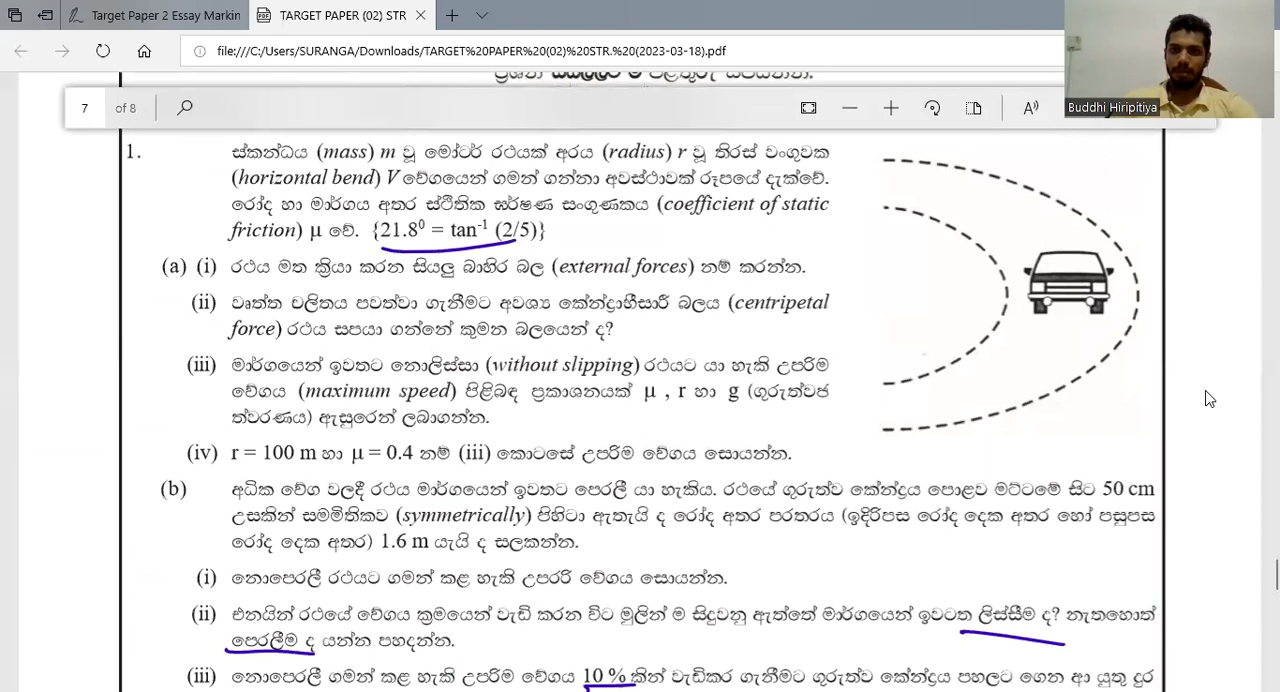 Target Paper 2 Essay Markin
TARGET PAPER (02) STR
file:///C:/Users/SURANGA/Downloads/TARGET%20PAPER%20(02)%20STR.%20(2023-03-18).pdf
Buddhi Hiripitiya
7 of 8
1. ස්කන්ධය (mass) m වූ මෝටර් රථයක් අරය (radius) r වූ තිරස් වංගුවක
(horizontal bend) V වේගයෙන් ගමන් ගන්නා අවස්ථාවක් රූපයේ දැක්වේ.
රෝද හා මාර්ගය අතර ස්ථිතික ඝර්ෂණ සංගුණකය (coefficient of static
friction) μ වේ. {21.8⁰ = tan⁻¹ (2/5)}
(a) (i) රථය මත ක්‍රියා කරන සියලු බාහිර බල (external forces) නම් කරන්න.
(ii) වෘත්ත චලිතය පවත්වා ගැනීමට අවශ්‍ය කේන්ද්‍රාභිසාරී බලය (centripetal
force) රථය සපයා ගන්නේ කුමන බලයෙන් ද?
(iii) මාර්ගයෙන් ඉවතට නොලිස්සා (without slipping) රථයට යා හැකි උපරිම
වේගය (maximum speed) පිළිබඳ ප්‍රකාශනයක් μ , r හා g (ගුරුත්වජ
ත්වරණය) ඇසුරෙන් ලබාගන්න.
(iv) r = 100 m හා μ = 0.4 නම් (iii) කොටසේ උපරිම වේගය සොයන්න.
(b) අධික වේග වලදී රථය මාර්ගයෙන් ඉවතට පෙරලී යා හැකිය. රථයේ ගුරුත්ව කේන්ද්‍රය පොළව මට්ටමේ සිට 50 cm
උසකින් සමමිතිකව (symmetrically) පිහිටා ඇතැයි ද රෝද අතර පරතරය (ඉදිරිපස රෝද දෙක අතර හෝ පසුපස
රෝද දෙක අතර) 1.6 m යැයි ද සලකන්න.
(i) නොපෙරලී රථයට ගමන් කළ හැකි උපරරි වේගය සොයන්න.
(ii) එනයින් රථයේ වේගය ක්‍රමයෙන් වැඩි කරන විට මුලින් ම සිදුවනු ඇත්තේ මාර්ගයෙන් ඉවටත ලිස්සීම ද? නැතහොත්
පෙරලීම ද යන්න පහදන්න.
(iii) නොපෙරලී ගමන් කළ හැකි උපරිම වේගය 10 % කින් වැඩිකර ගැනීමට ගුරුත්ව කේන්ද්‍රය පහලට ගෙන ආ යුතු දුර